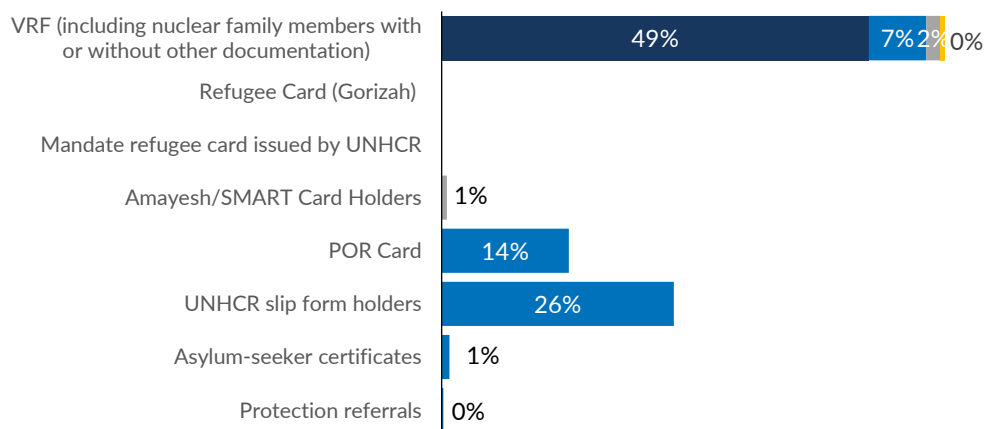 VRF (including nuclear family members with
or without other documentation)
49% 7% 2% 0%
Refugee Card (Gorizah)
Mandate refugee card issued by UNHCR
Amayesh/SMART Card Holders 1%
POR Card 14%
UNHCR slip form holders 26%
Asylum-seeker certificates 1%
Protection referrals 0%